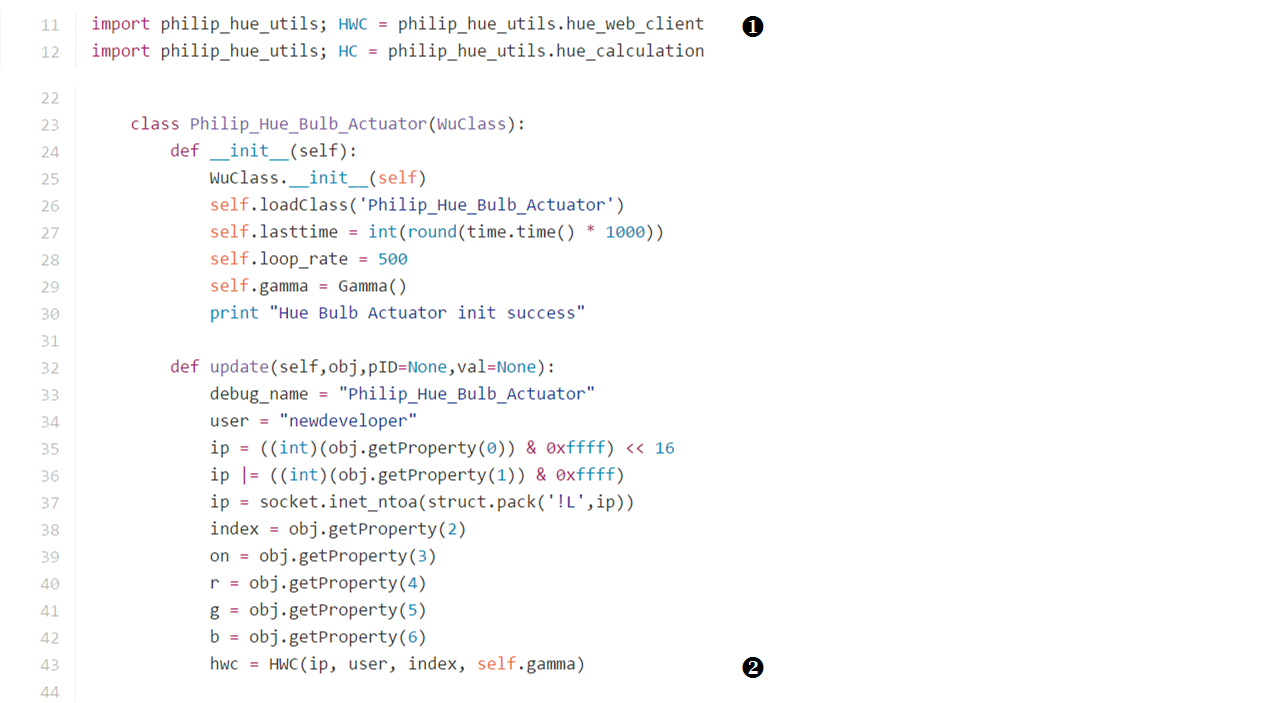 11 import philip_hue_utils; HWC = philip_hue_utils.hue_web_client ❶
12 import philip_hue_utils; HC = philip_hue_utils.hue_calculation
22
23 class Philip_Hue_Bulb_Actuator(WuClass):
24 def __init__(self):
25 WuClass.__init__(self)
26 self.loadClass('Philip_Hue_Bulb_Actuator')
27 self.lasttime = int(round(time.time() * 1000))
28 self.loop_rate = 500
29 self.gamma = Gamma()
30 print "Hue Bulb Actuator init success"
31
32 def update(self,obj,pID=None,val=None):
33 debug_name = "Philip_Hue_Bulb_Actuator"
34 user = "newdeveloper"
35 ip = ((int)(obj.getProperty(0)) & 0xffff) << 16
36 ip |= ((int)(obj.getProperty(1)) & 0xffff)
37 ip = socket.inet_ntoa(struct.pack('!L',ip))
38 index = obj.getProperty(2)
39 on = obj.getProperty(3)
40 r = obj.getProperty(4)
41 g = obj.getProperty(5)
42 b = obj.getProperty(6)
43 hwc = HWC(ip, user, index, self.gamma) ❷
44